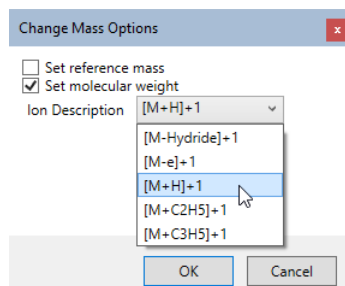 Change Mass Options
x
Set reference mass
Set molecular weight
Ion Description [M+H]+1
[M-Hydride]+1
[M-e]+1
[M+H]+1
[M+C2H5]+1
[M+C3H5]+1
OK Cancel